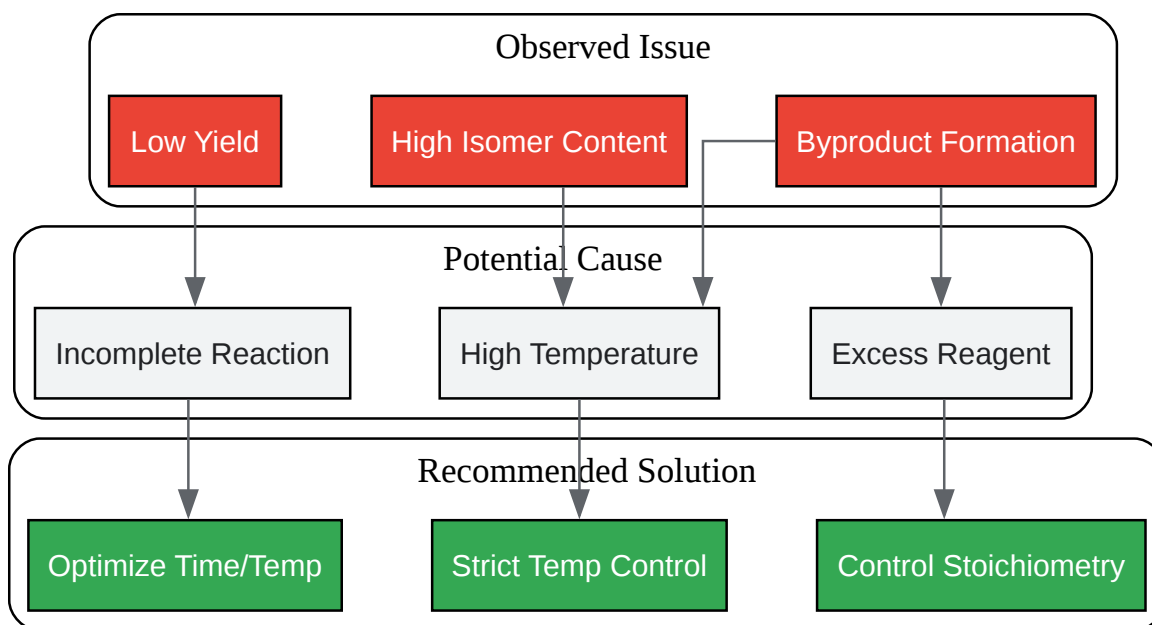 Observed Issue
Low Yield
High Isomer Content
Byproduct Formation
Potential Cause
Incomplete Reaction
High Temperature
Excess Reagent
Recommended Solution
Optimize Time/Temp
Strict Temp Control
Control Stoichiometry